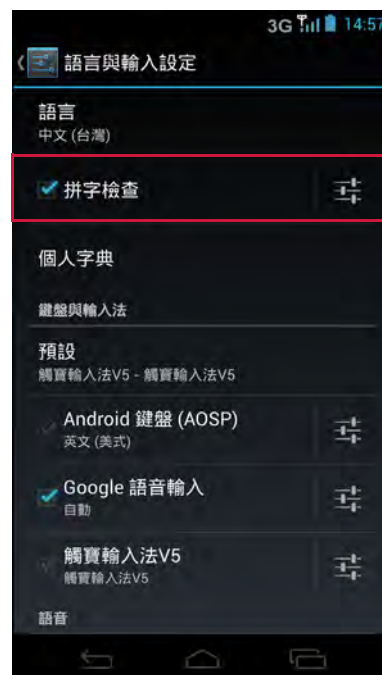 3G 14:57
語言與輸入設定
語言
中文 (台灣)
拼字檢查
個人字典
鍵盤與輸入法
預設
觸寶輸入法V5 - 觸寶輸入法V5
Android 鍵盤 (AOSP)
英文 (美式)
Google 語音輸入
自動
觸寶輸入法V5
觸寶輸入法V5
語音